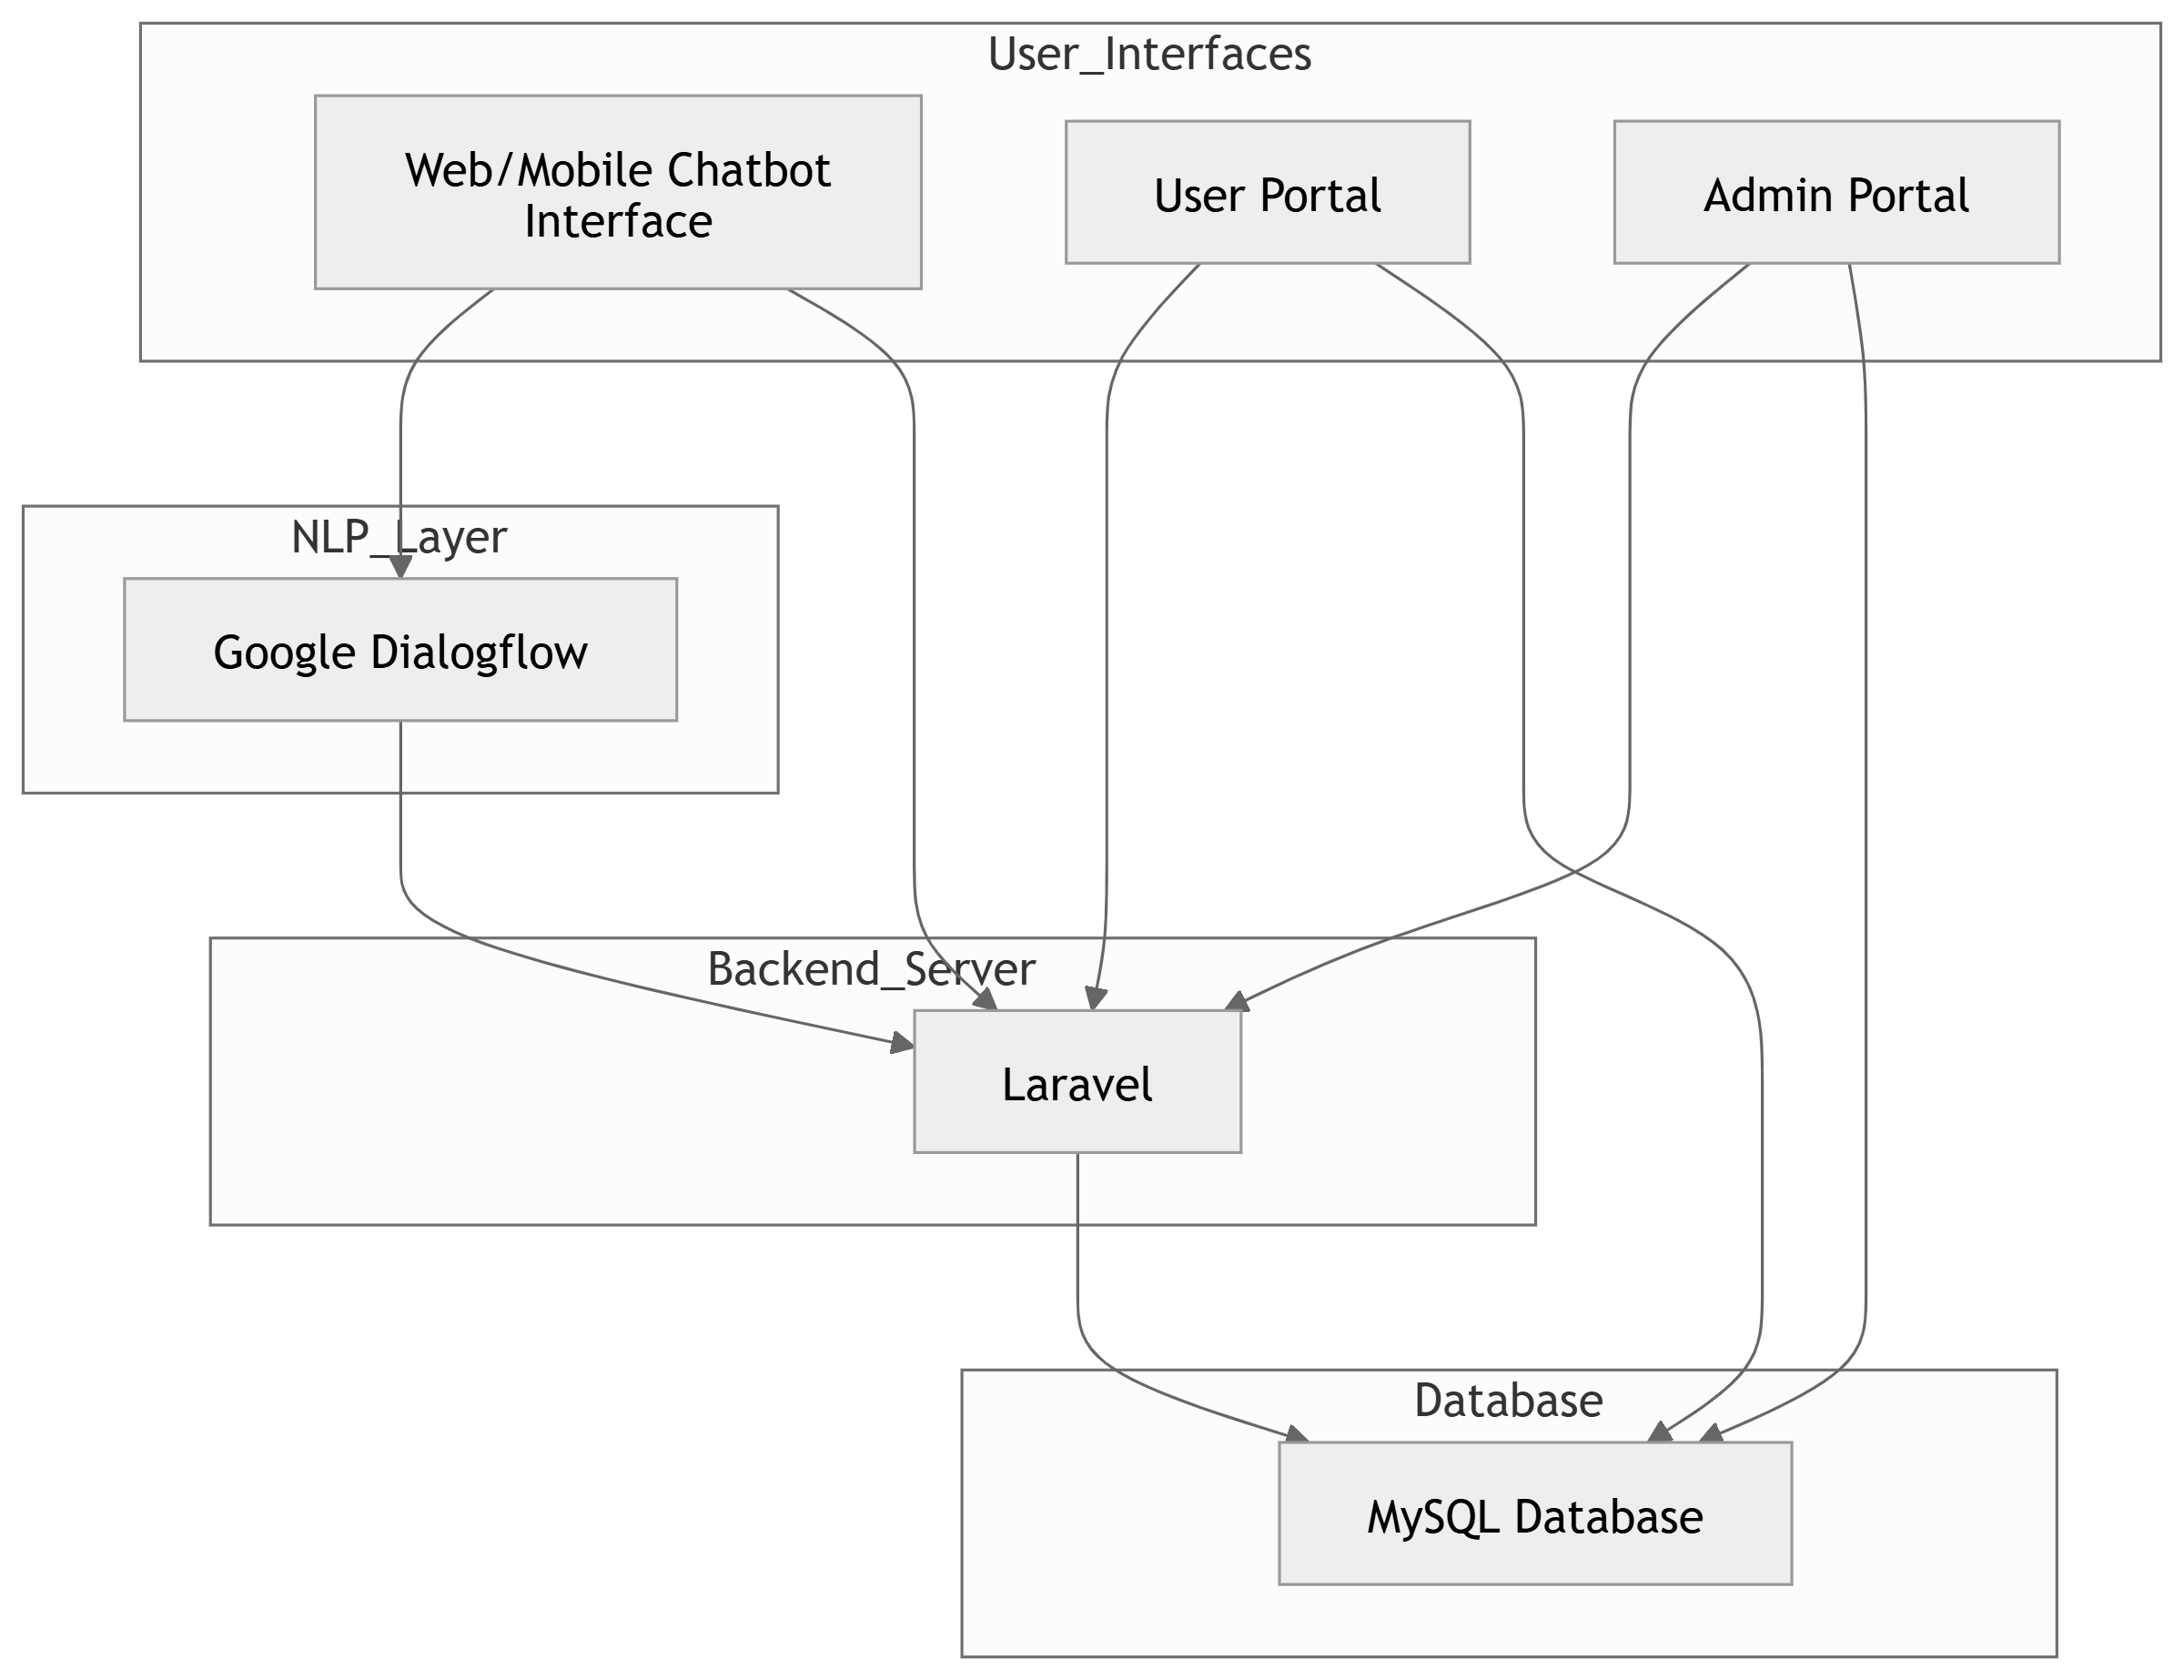 User_Interfaces
Web/Mobile Chatbot
Interface
User Portal
Admin Portal
NLP_Layer
Google Dialogflow
Backend_Server
Laravel
Database
MySQL Database